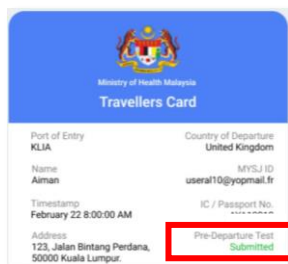 Ministry of Health Malaysia
Travellers Card
Port of Entry Country of Departure
KLIA United Kingdom
Name MYSJ ID
Aiman useral10@yopmail.fr
Timestamp IC / Passport No.
February 22 8:00:00 AM
Address Pre-Departure Test
123, Jalan Bintang Perdana, Submitted
50000 Kuala Lumpur.